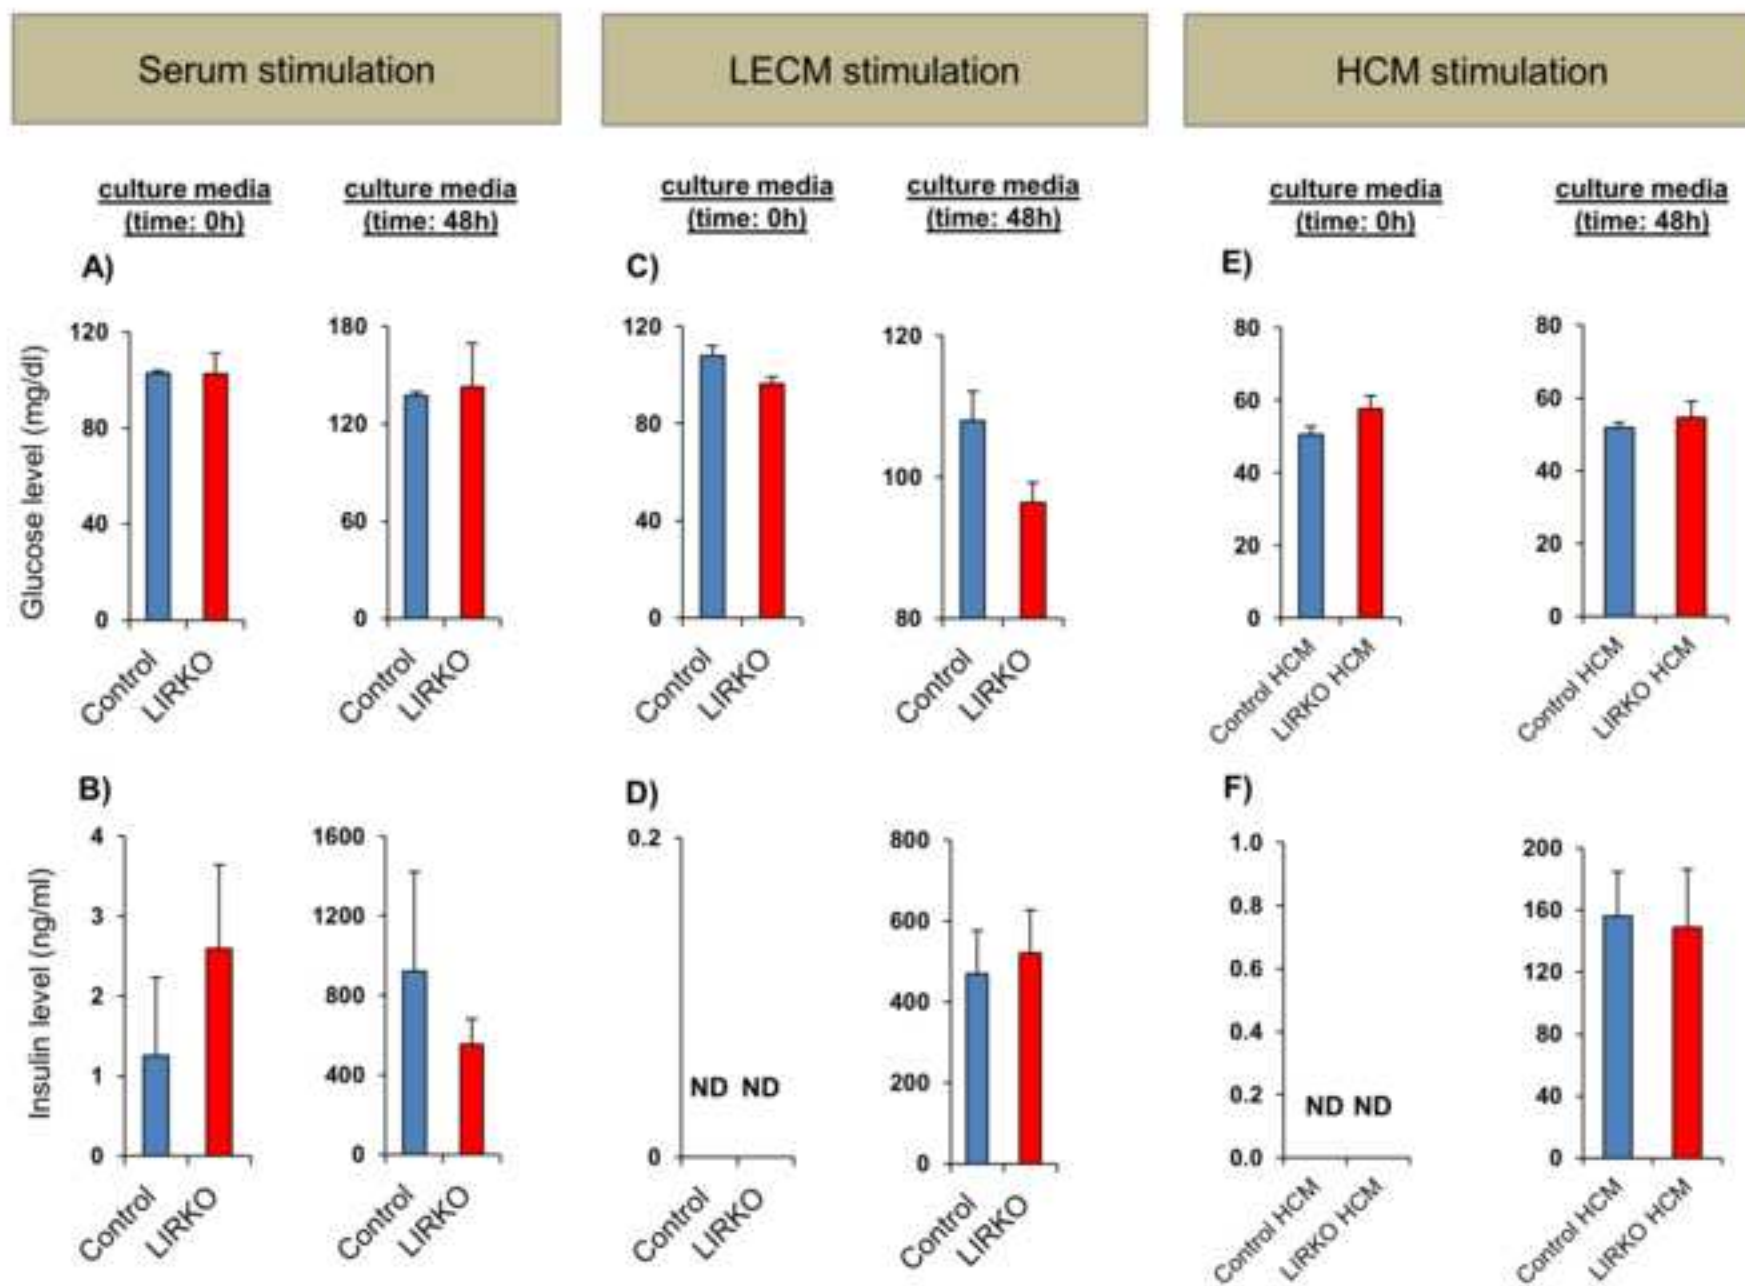 Serum stimulation
LECM stimulation
HCM stimulation
culture media
(time: 0h)
culture media
(time: 48h)
culture media
(time: 0h)
culture media
(time: 48h)
culture media
(time: 0h)
culture media
(time: 48h)
A)
Glucose level (mg/dl)
120
80
40
0
Control
LIRKO
180
120
60
0
Control
LIRKO
C)
120
80
40
0
Control
LIRKO
120
100
80
Control
LIRKO
E)
80
60
40
20
0
Control HCM
LIRKO HCM
80
60
40
20
0
Control HCM
LIRKO HCM
B)
Insulin level (ng/ml)
4
3
2
1
0
Control
LIRKO
1600
1200
800
400
0
Control
LIRKO
D)
0.2
0
ND ND
Control
LIRKO
800
600
400
200
0
Control
LIRKO
F)
1.0
0.8
0.6
0.4
0.2
0.0
ND ND
Control HCM
LIRKO HCM
200
160
120
80
40
0
Control HCM
LIRKO HCM